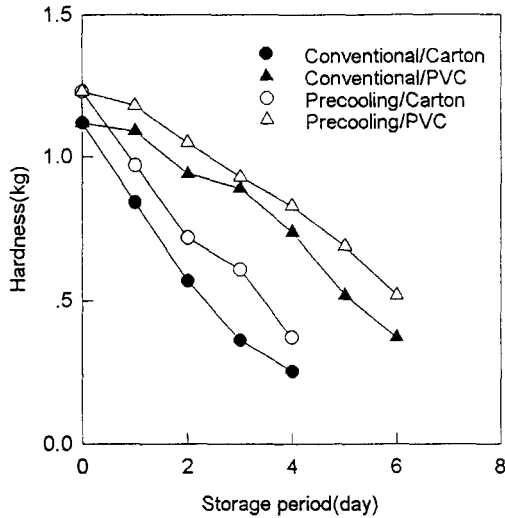 1.5
Conventional/Carton
Conventional/PVC
Precooling/Carton
Precooling/PVC
1.0
Hardness(kg)
.5
0.0
0 2 4 6 8
Storage period(day)